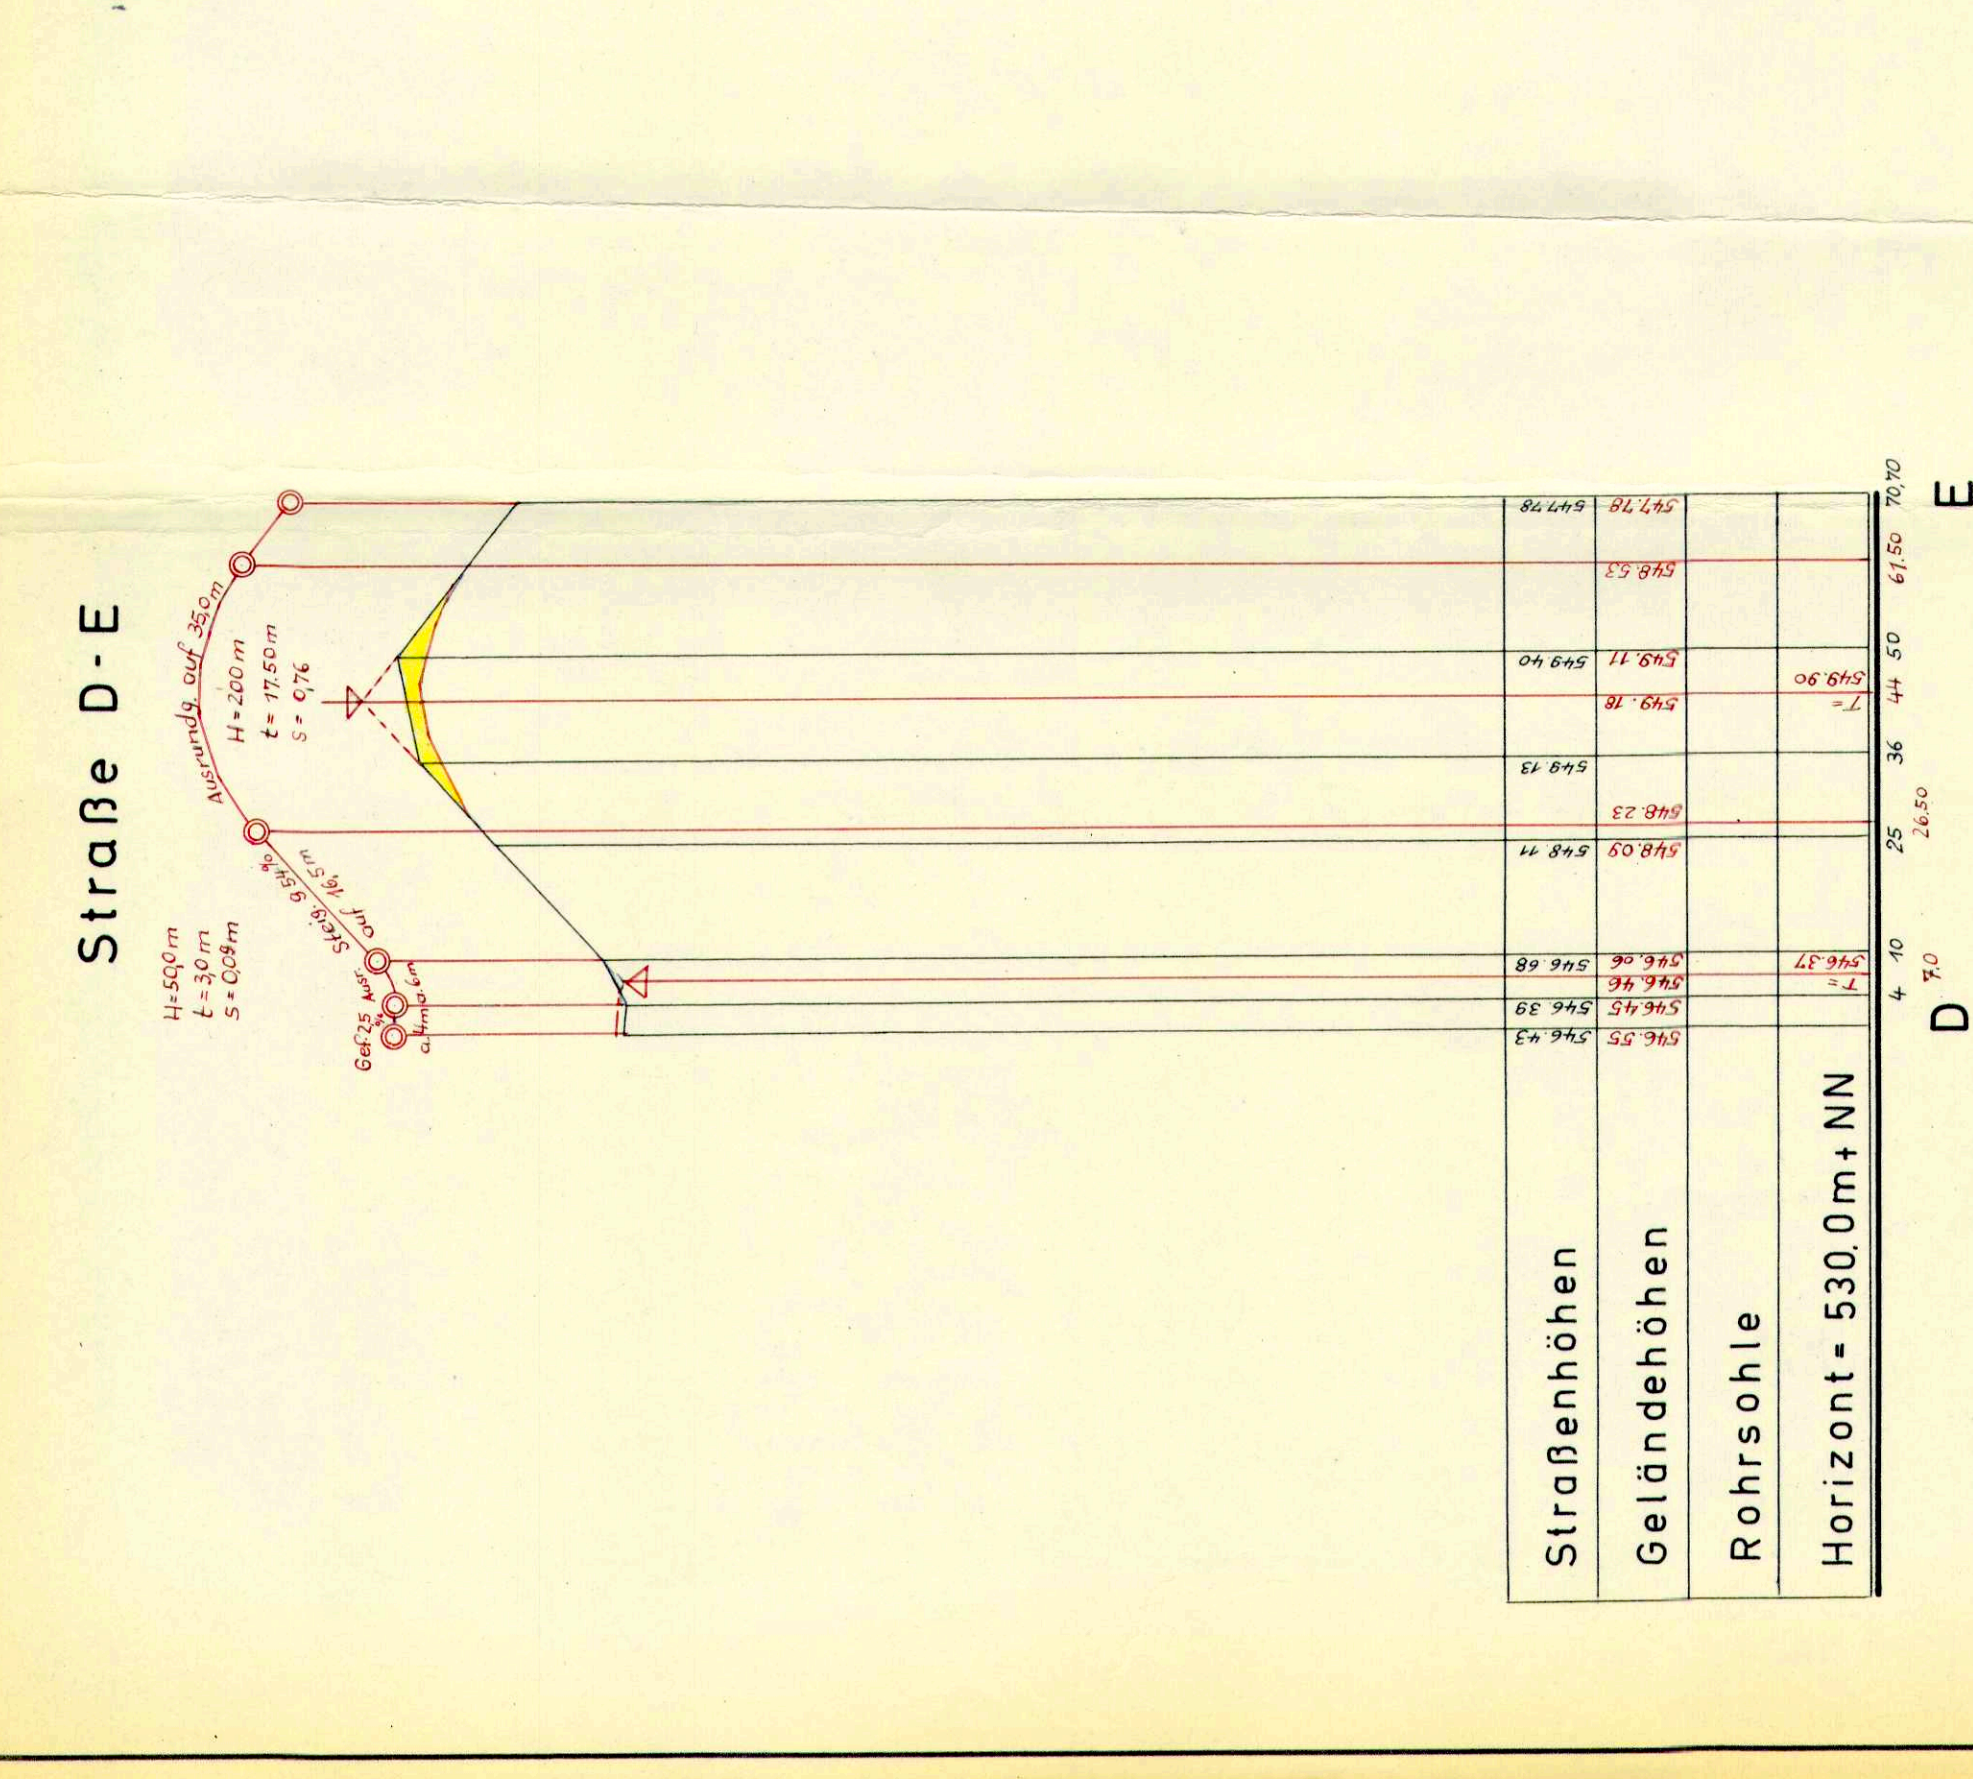 Straße D-E
H=50,0m
t=3,0m
s=0,09m
Gef. 2,5 %
a. 4m
Ausr.
a. 6m
Steig. 9,54%
auf 16,5m
Ausrundg. auf 35,0m
H=200m
t=17.50m
s=0,76
Straßenhöhen
546.43
546.39
546.68
548.11
549.13
549.40
547.78
Geländehöhen
546.55
546.45
546.46
546.06
548.09
548.23
549.18
549.11
548.53
547.78
Rohrsohle
Horizont = 530,0m+NN
T=
546.37
T=
549.90
4
7.0
10
25
26.50
36
44
50
61.50
70,70
D
E